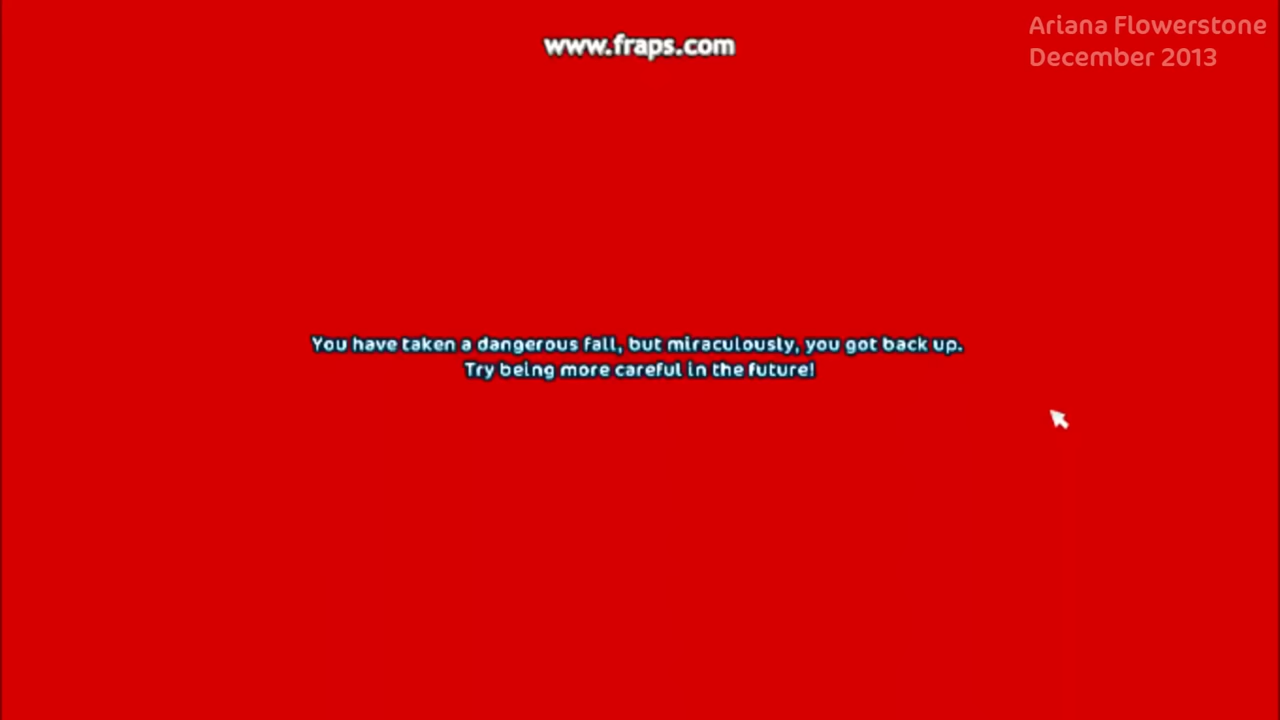 www.fraps.com
Ariana Flowerstone
December 2013
You have taken a dangerous fall, but miraculously, you got back up.
Try being more careful in the future!